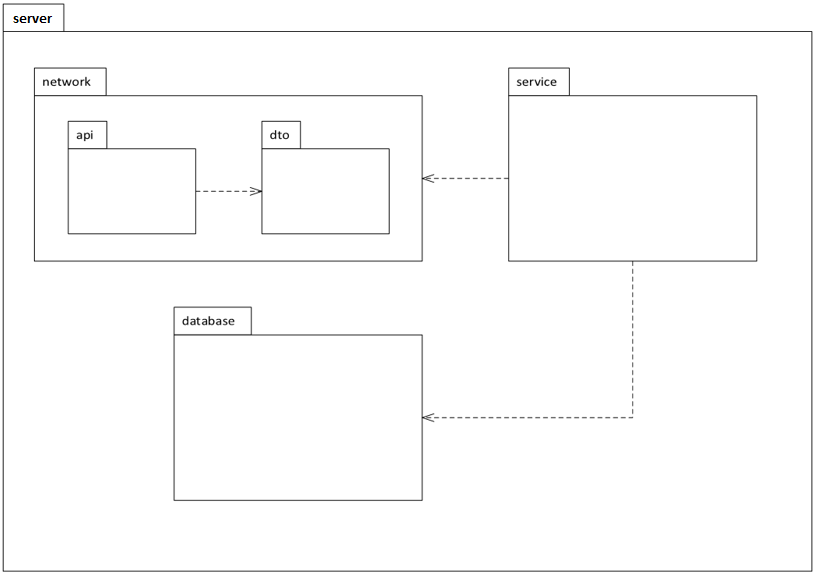 server
network
service
api
dto
database